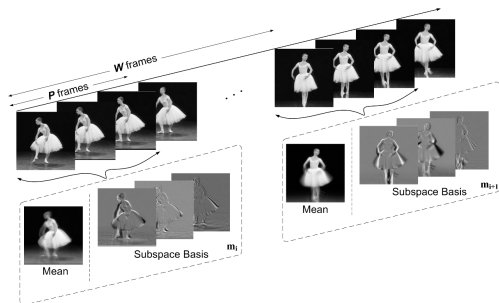 W frames
P frames
. . .
Mean
Subspace Basis
m_i+1
Mean
Subspace Basis
m_i